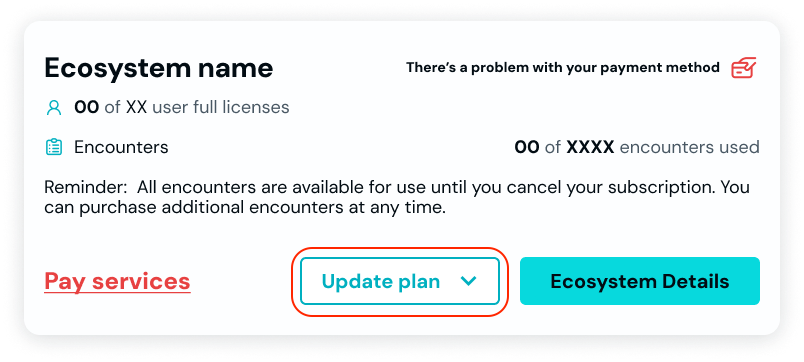 Ecosystem name
There's a problem with your payment method
00 of XX user full licenses
Encounters
00 of XXXX encounters used
Reminder:  All encounters are available for use until you cancel your subscription. You
can purchase additional encounters at any time.
Pay services
Update plan
Ecosystem Details